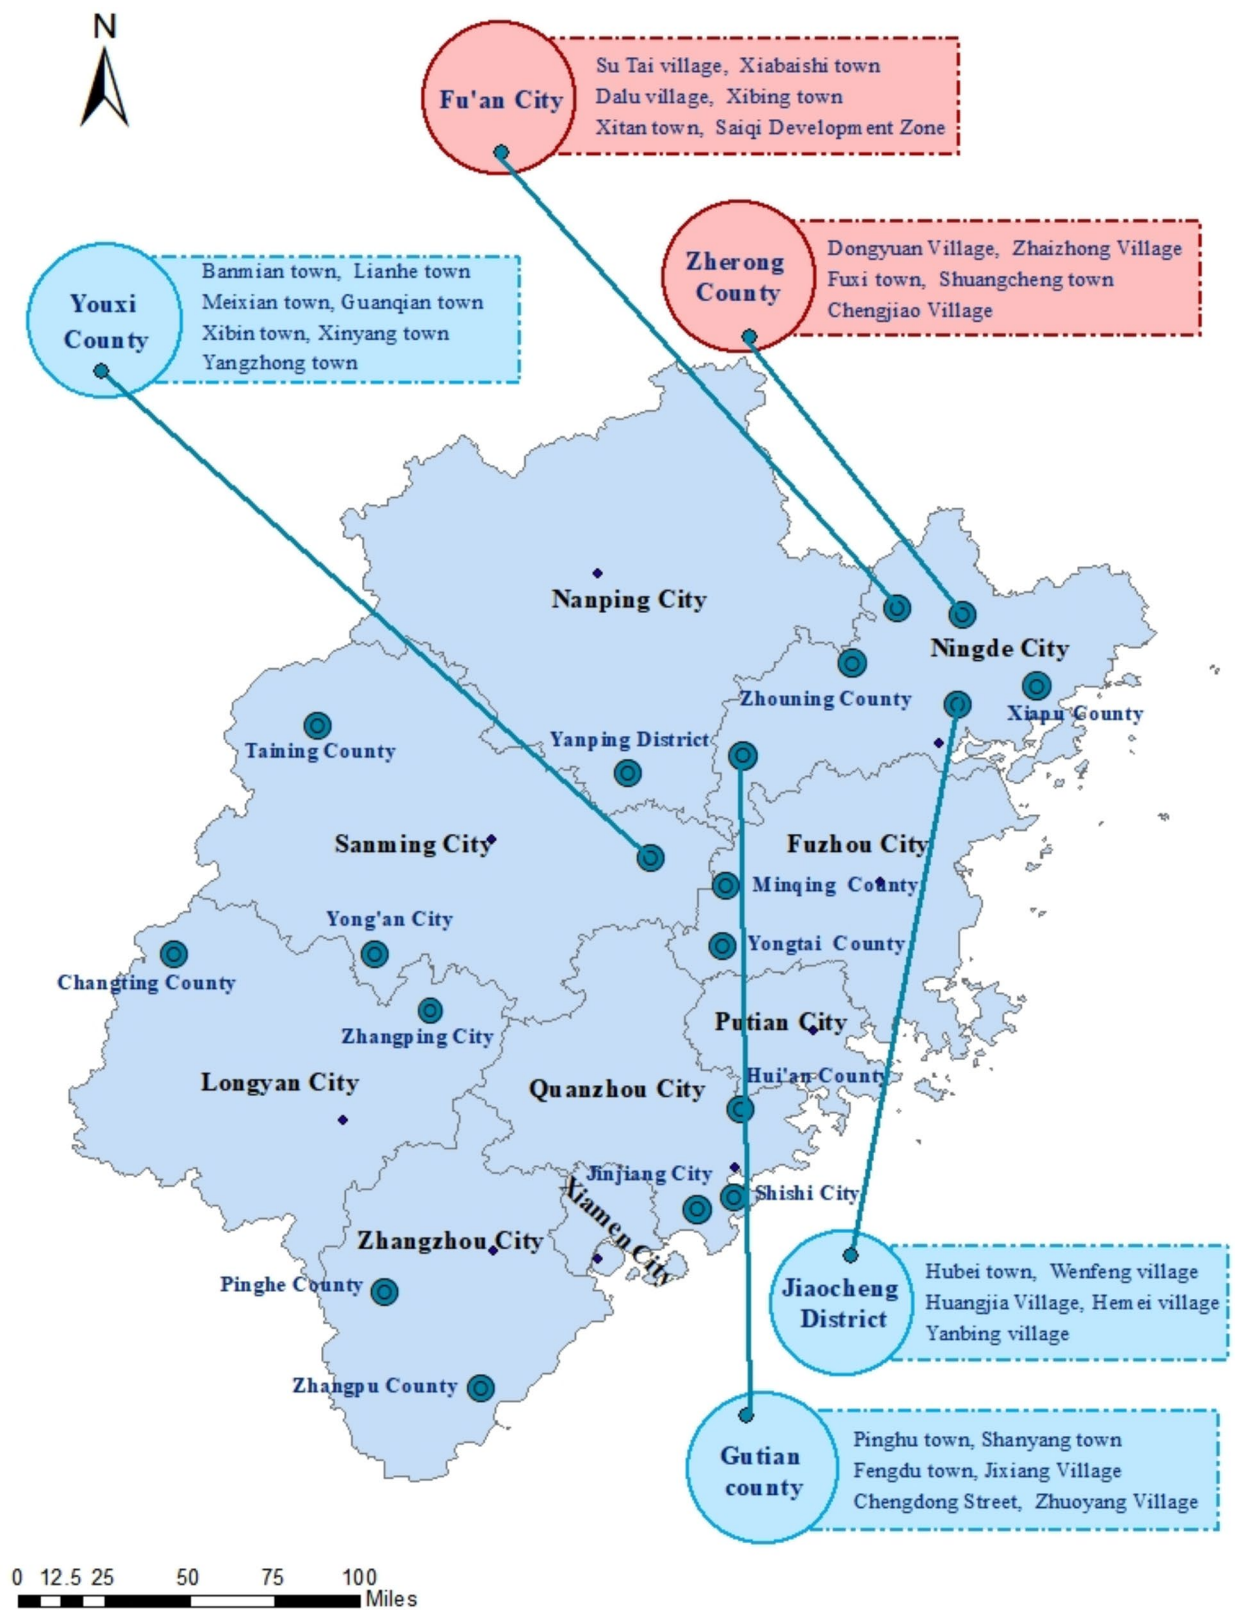 N
Fu'an City
Su Tai village, Xiabaishi town
Dalu village, Xibing town
Xitan town, Saiqi Development Zone
Zherong
County
Dongyuan Village, Zhaizhong Village
Fuxi town, Shuangcheng town
Chengjiao Village
Youxi
County
Banmian town, Lianhe town
Meixian town, Guanqian town
Xibin town, Xinyang town
Yangzhong town
Nanping City
Ningde City
Zhouning County
Xiapu County
Taining County
Yanping District
Sanming City
Fuzhou City
Minqing County
Yong'an City
Yongtai County
Changting County
Zhangping City
Putian City
Longyan City
Quanzhou City
Hui'an County
Jinjiang City
Shishi City
Xiamen City
Zhangzhou City
Pinghe County
Zhangpu County
Jiaocheng
District
Hubei town, Wenfeng village
Huangjia Village, Hemei village
Yanbing village
Gutian
county
Pinghu town, Shanyang town
Fengdu town, Jixiang Village
Chengdong Street, Zhuoyang Village
0 12.5 25 50 75 100
Miles